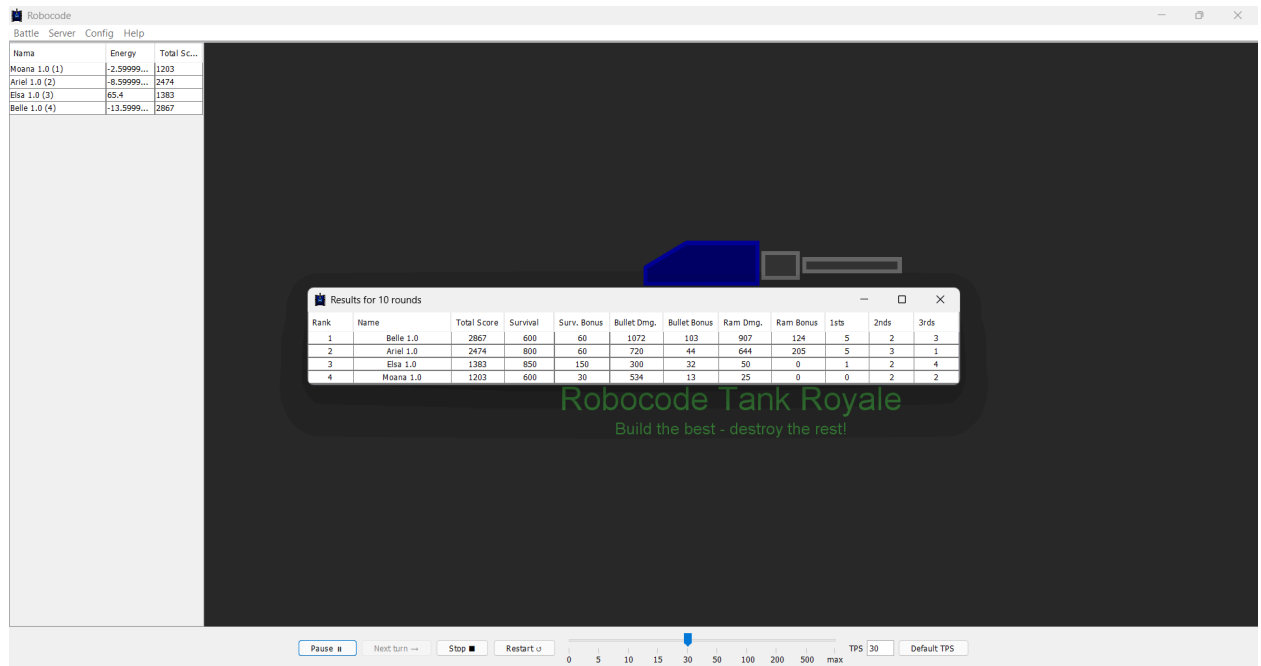 Robocode
Battle Server Config Help
Name Energy Total Sc...
Moana 1.0 (1) -2.59999... 1203
Ariel 1.0 (2) -8.59999... 2474
Elsa 1.0 (3) 65.4 1383
Belle 1.0 (4) -13.5999... 2867
Results for 10 rounds
Rank Name Total Score Survival Surv. Bonus Bullet Dmg. Bullet Bonus Ram Dmg. Ram Bonus 1sts 2nds 3rds
1 Belle 1.0 2867 600 60 1072 103 907 124 5 2 3
2 Ariel 1.0 2474 800 60 720 44 644 205 5 3 1
3 Elsa 1.0 1383 850 150 300 32 50 0 1 2 4
4 Moana 1.0 1203 600 30 534 13 25 0 0 2 2
Robocode Tank Royale
Build the best - destroy the rest!
Pause ⏸ Next turn → Stop ■ Restart ↺ TPS 30 Default TPS
0 5 10 15 30 50 100 200 500 max